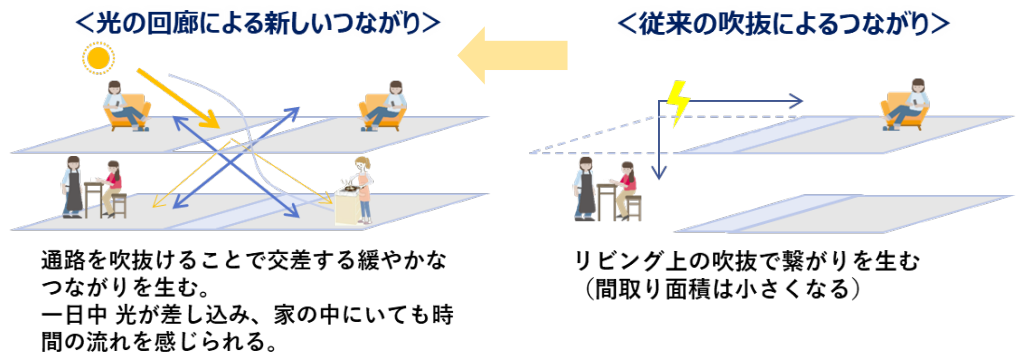 <光の回廊による新しいつながり>
通路を吹抜けることで交差する緩やかな
つながりを生む。
一日中 光が差し込み、家の中にいても時
間の流れを感じられる。
<従来の吹抜によるつながり>
リビング上の吹抜で繋がりを生む
（間取り面積は小さくなる）